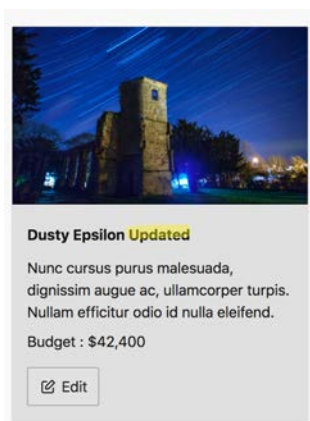 Dusty Epsilon Updated
Nunc cursus purus malesuada,
dignissim augue ac, ullamcorper turpis.
Nullam efficitur odio id nulla eleifend.
Budget : $42,400
Edit